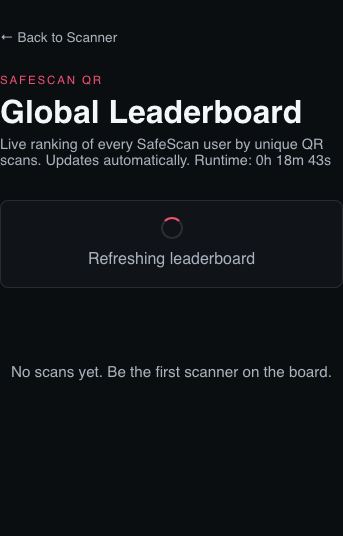 ← Back to Scanner
SAFESCAN QR
Global Leaderboard
Live ranking of every SafeScan user by unique QR
scans. Updates automatically. Runtime: 0h 18m 43s
Refreshing leaderboard
No scans yet. Be the first scanner on the board.